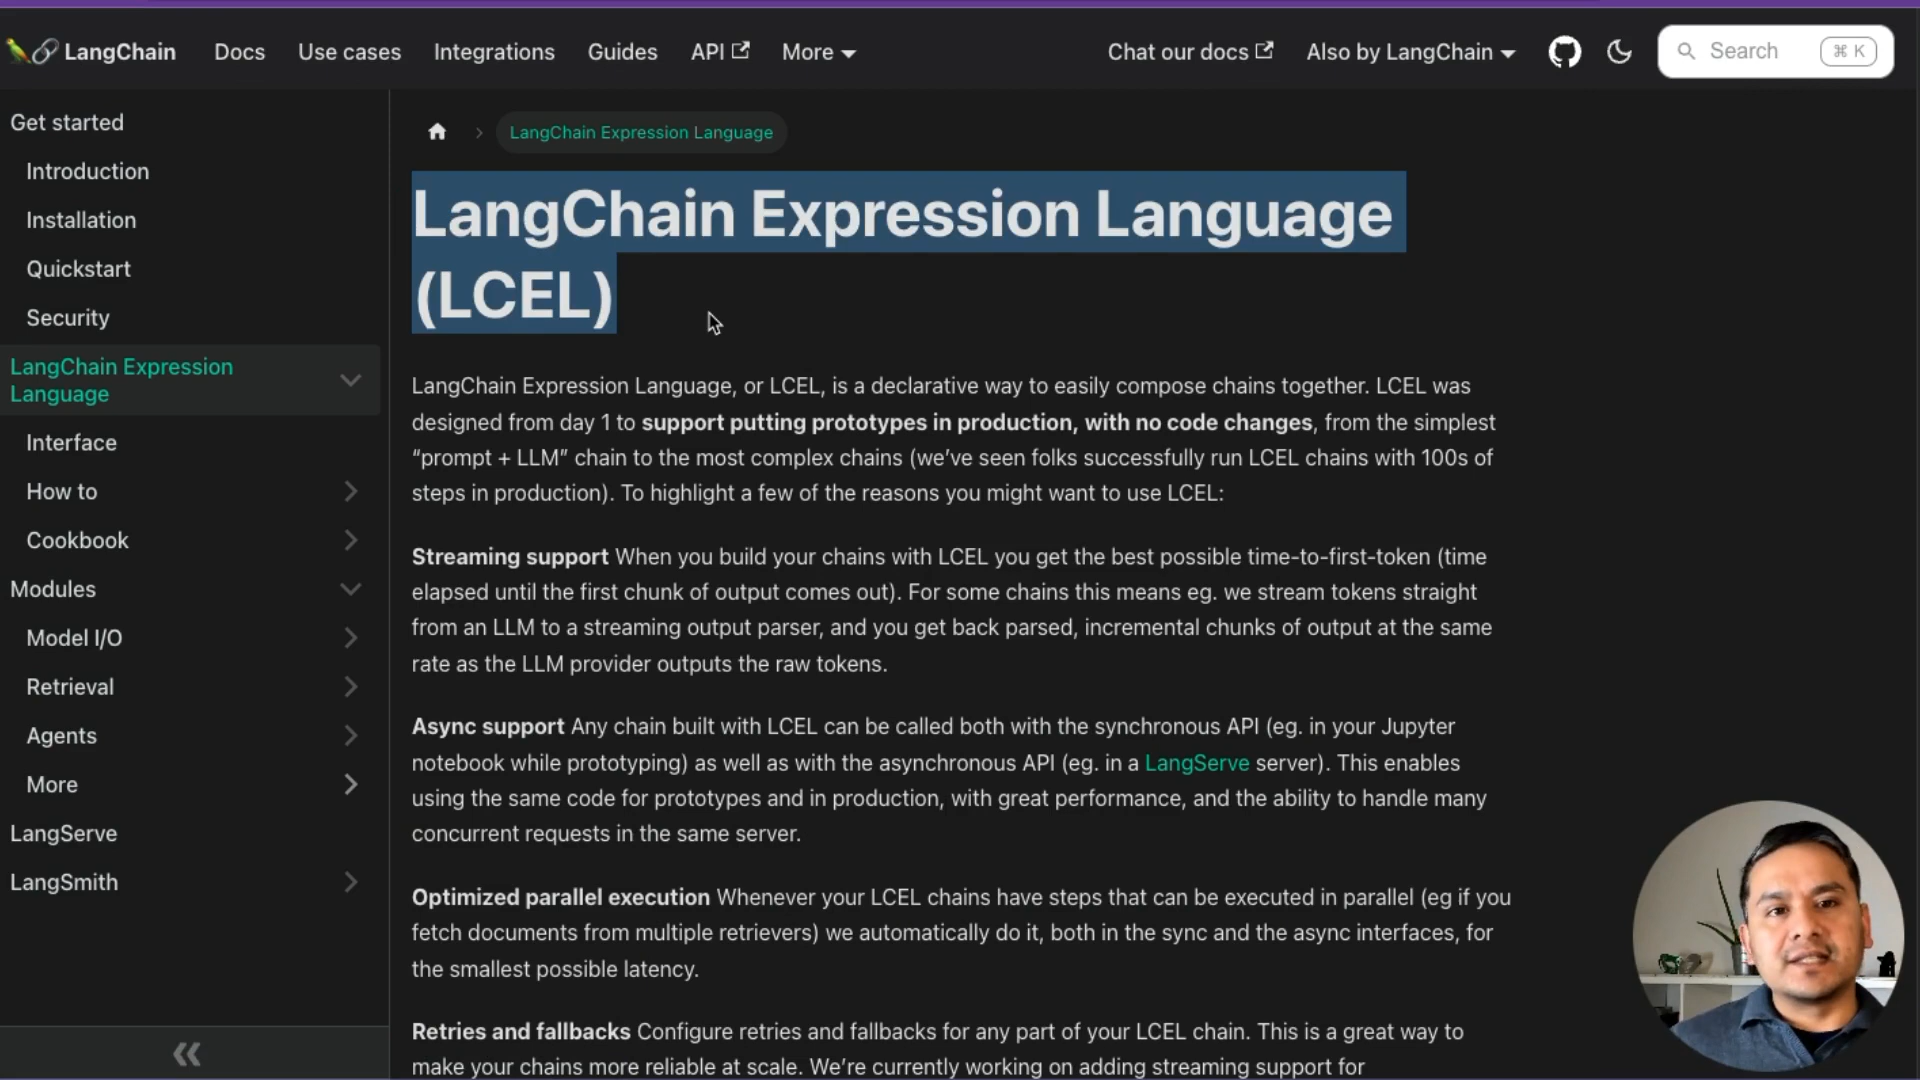 LangChain Docs Use cases Integrations Guides API More Chat our docs Also by LangChain Search ⌘ K
Get started
Introduction
Installation
Quickstart
Security
LangChain Expression
Language
Interface
How to
Cookbook
Modules
Model I/O
Retrieval
Agents
More
LangServe
LangSmith
LangChain Expression Language
LangChain Expression Language
(LCEL)
LangChain Expression Language, or LCEL, is a declarative way to easily compose chains together. LCEL was
designed from day 1 to support putting prototypes in production, with no code changes, from the simplest
“prompt + LLM” chain to the most complex chains (we’ve seen folks successfully run LCEL chains with 100s of
steps in production). To highlight a few of the reasons you might want to use LCEL:
Streaming support When you build your chains with LCEL you get the best possible time-to-first-token (time
elapsed until the first chunk of output comes out). For some chains this means eg. we stream tokens straight
from an LLM to a streaming output parser, and you get back parsed, incremental chunks of output at the same
rate as the LLM provider outputs the raw tokens.
Async support Any chain built with LCEL can be called both with the synchronous API (eg. in your Jupyter
notebook while prototyping) as well as with the asynchronous API (eg. in a LangServe server). This enables
using the same code for prototypes and in production, with great performance, and the ability to handle many
concurrent requests in the same server.
Optimized parallel execution Whenever your LCEL chains have steps that can be executed in parallel (eg if you
fetch documents from multiple retrievers) we automatically do it, both in the sync and the async interfaces, for
the smallest possible latency.
Retries and fallbacks Configure retries and fallbacks for any part of your LCEL chain. This is a great way to
make your chains more reliable at scale. We’re currently working on adding streaming support for